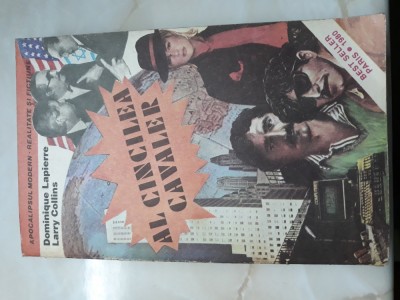 APOCALIPSUL MODERN · REALITATE ȘI FICȚIUNE
Dominique Lapierre
Larry Collins
AL CINCILEA
CAVALER
BEST SELLER
PARIS • 1980